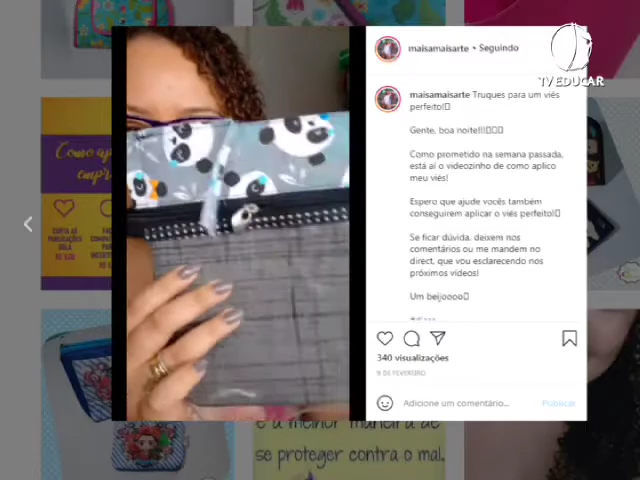 maisamaisarte • Seguindo
TV EDUCAR
maisamaisarte Truques para um viés
perfeito!
Gente, boa noite!!!
Como prometido na semana passada,
está aí o videozinho de como aplico
meu viés!
Espero que ajude vocês também
conseguirem aplicar o viés perfeito!
Se ficar dúvida, deixem nos
comentários ou me mandem no
direct, que vou esclarecendo nos
próximos vídeos!
Um beijoooo
340 visualizações
9 DE FEVEREIRO
Adicione um comentário...
Publicar
Como
é a melhor maneira de
se proteger contra o mal.